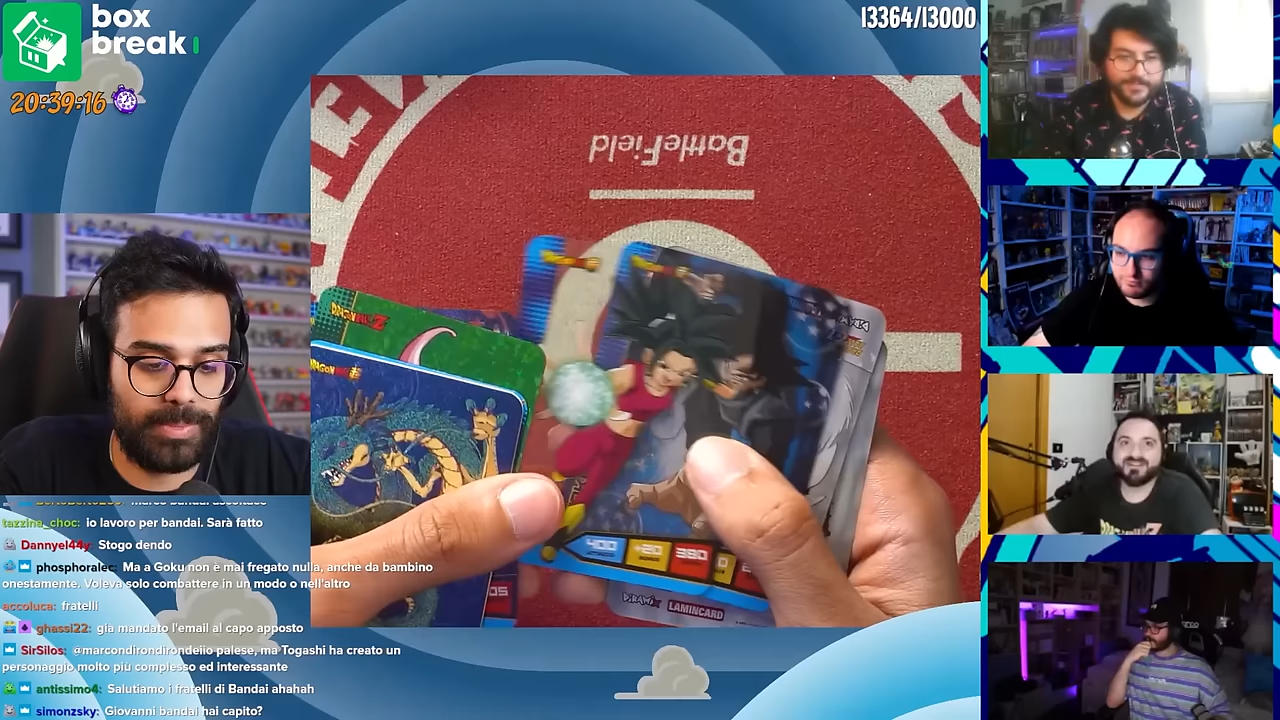 box
break
20:39:16
13364/13000
BattleField
DRAGON BALL Z
DRAGON BALL
400
+20
380
DiRAMix LAMINCARD
tazzina_choc: io lavoro per bandai. Sarà fatto
Dannyel44y: Stogo dendo
phosphoralec: Ma a Goku non è mai fregato nulla, anche da bambino
onestamente. Voleva solo combattere in un modo o nell'altro
accoluca: fratelli
ghassi22: già mandato l'email al capo apposto
SirSilos: @marcondirondirondeiio palese, ma Togashi ha creato un
personaggio molto più complesso ed interessante
antissimo4: Salutiamo i fratelli di Bandai ahahah
simonzsky: Giovanni bandai hai capito?